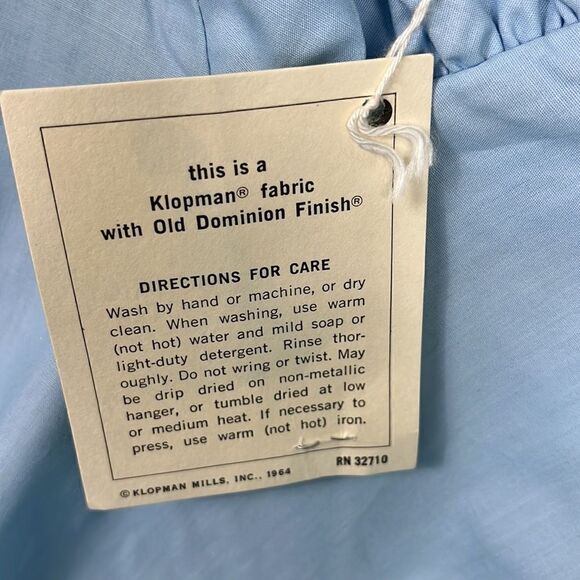 this is a
Klopman® fabric
with Old Dominion Finish®
DIRECTIONS FOR CARE
Wash by hand or machine, or dry
clean. When washing, use warm
(not hot) water and mild soap or
light-duty detergent. Rinse thor-
oughly. Do not wring or twist. May
be drip dried on non-metallic
hanger, or tumble dried at low
or medium heat. If necessary to
press, use warm (not hot) iron.
RN 32710
© KLOPMAN MILLS, INC., 1964